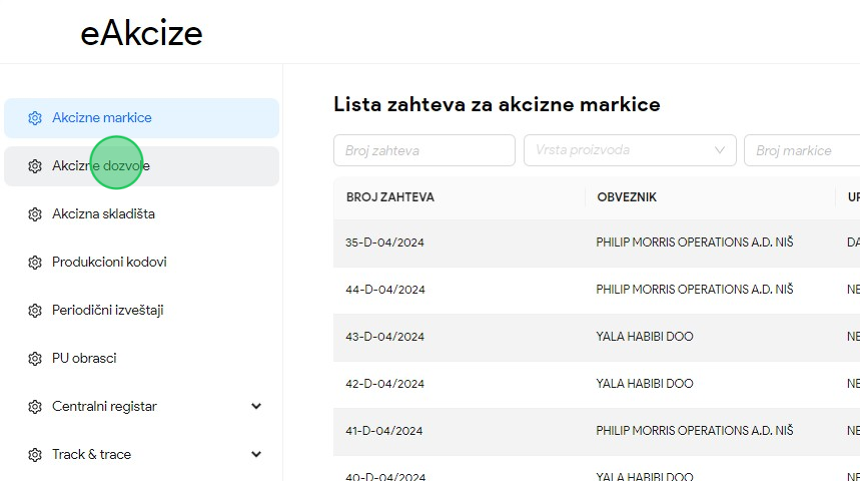 eAkcize
Akcizne markice
Akcizne dozvole
Akcizna skladišta
Produkcioni kodovi
Periodični izveštaji
PU obrasci
Centralni registar
Track & trace
Lista zahteva za akcizne markice
Broj zahteva Vrsta proizvoda Broj markice
BROJ ZAHTEVA OBVEZNIK
35-D-04/2024 PHILIP MORRIS OPERATIONS A.D. NIŠ
44-D-04/2024 PHILIP MORRIS OPERATIONS A.D. NIŠ NE
43-D-04/2024 YALA HABIBI DOO NE
42-D-04/2024 YALA HABIBI DOO NE
41-D-04/2024 PHILIP MORRIS OPERATIONS A.D. NIŠ NE
40-D-04/2024 YALA HABIBI DOO NE